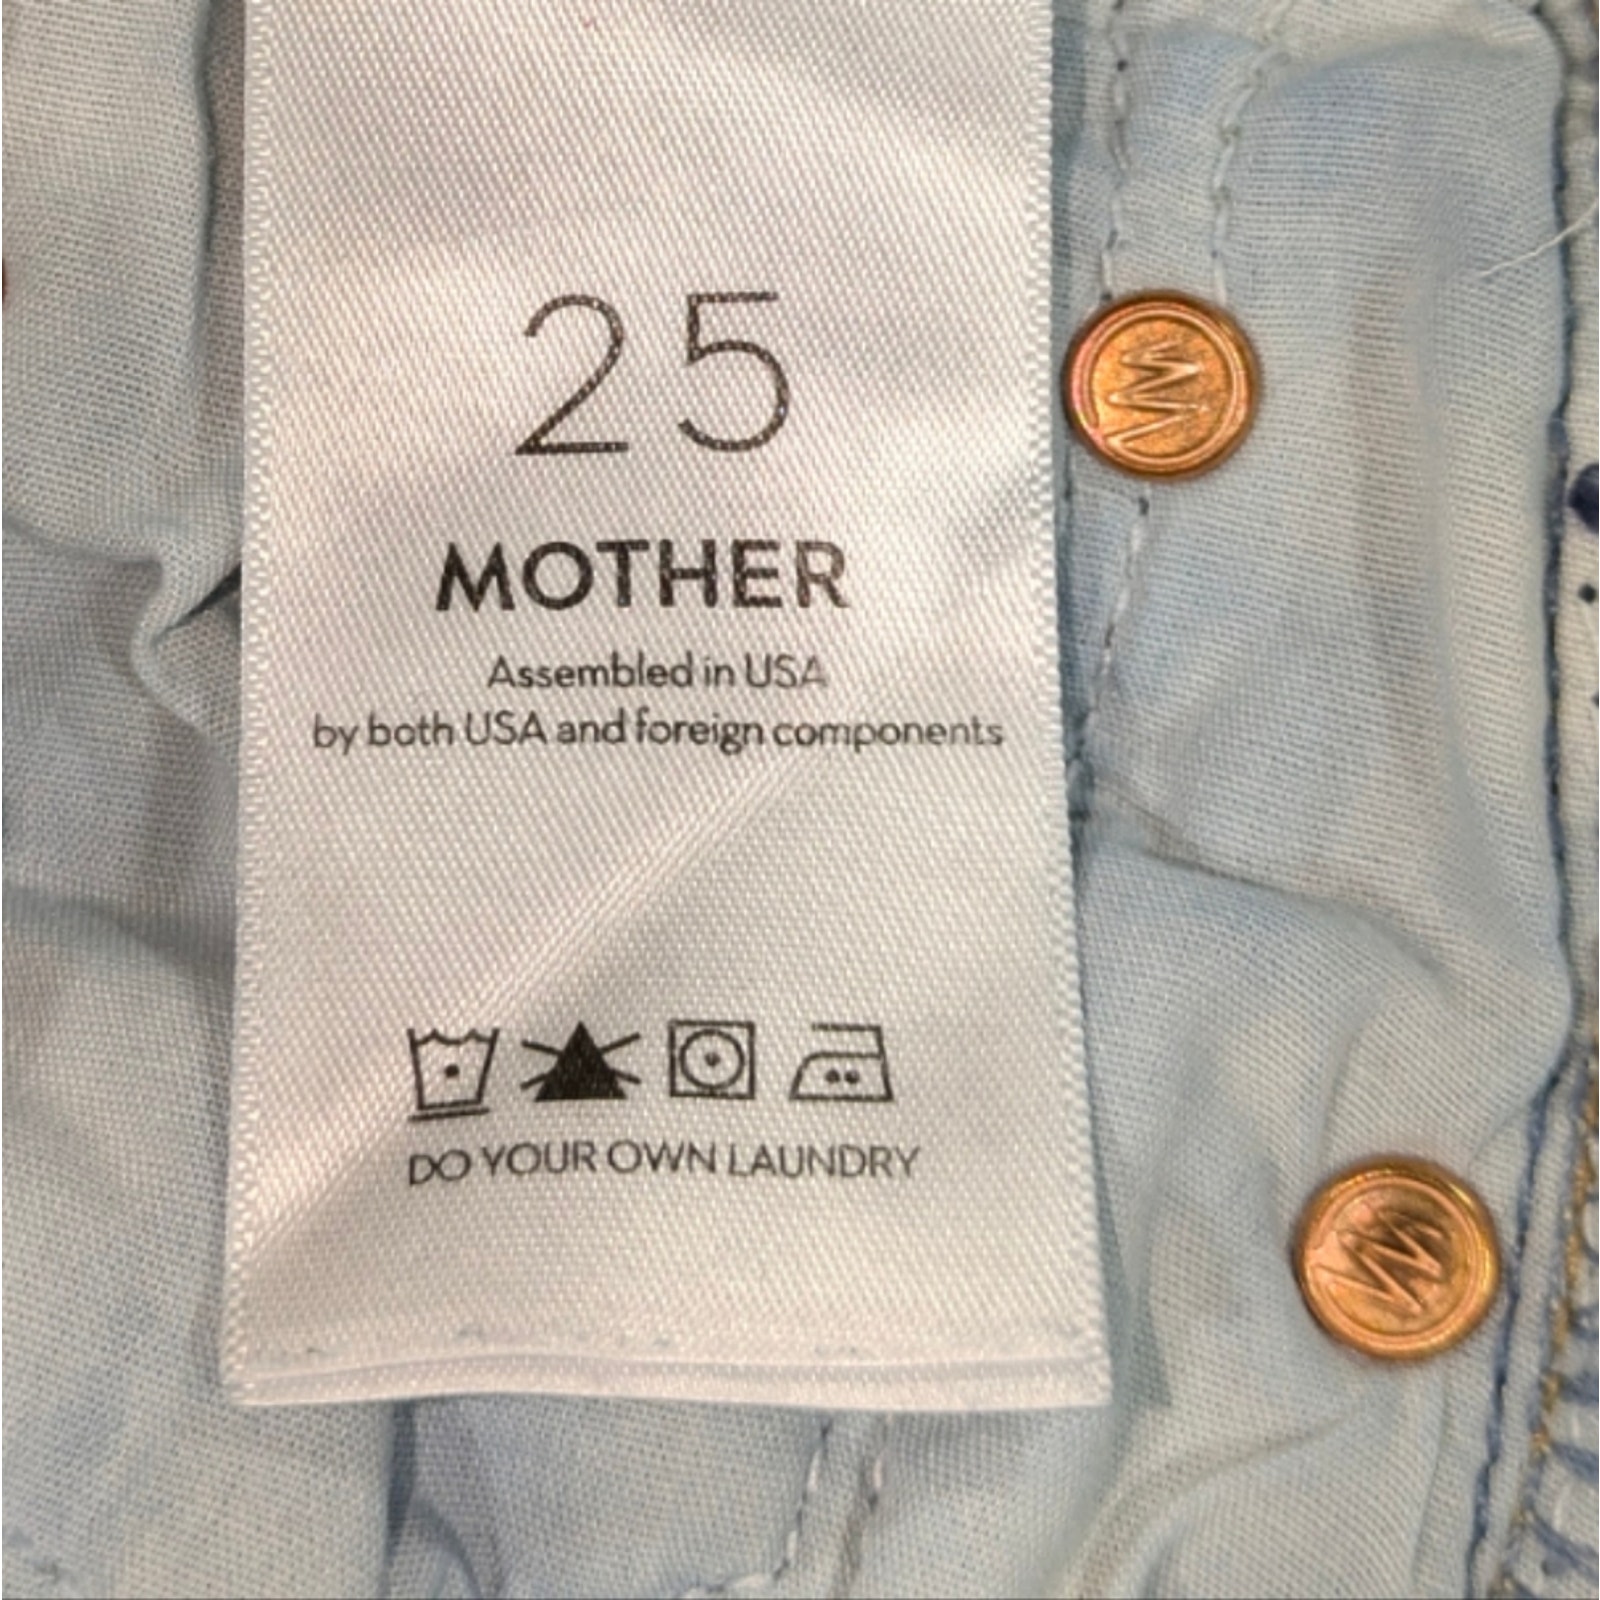 25
MOTHER
Assembled in USA
by both USA and foreign components
DO YOUR OWN LAUNDRY